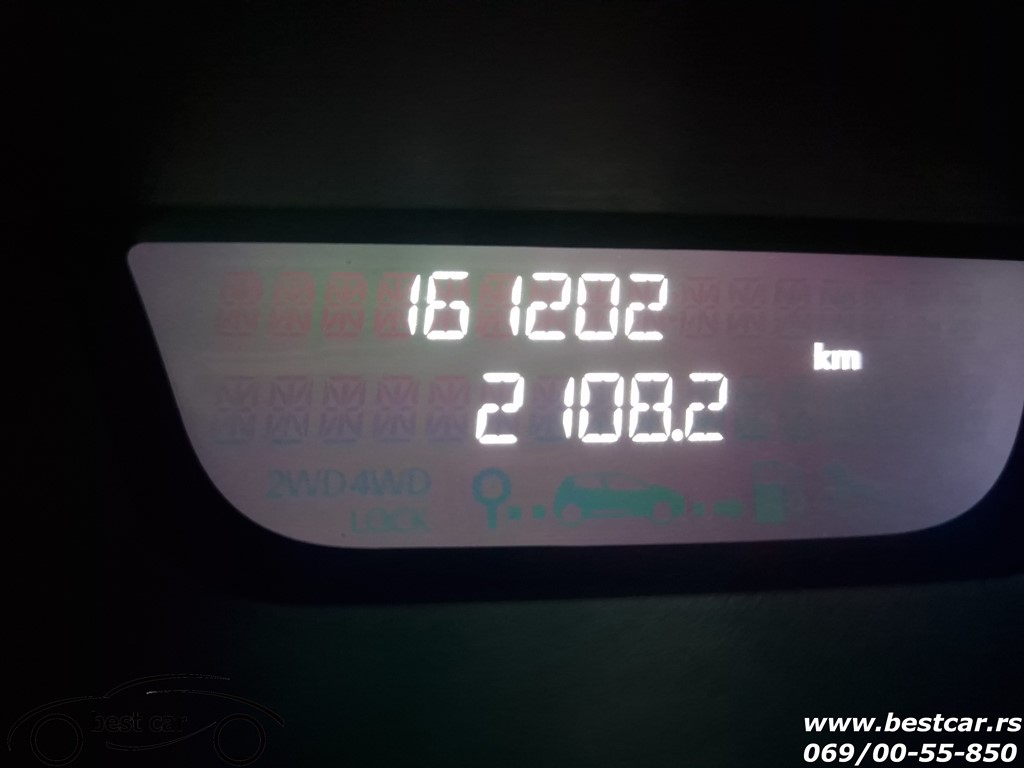 161202
km
2108.2
2WD 4WD
LOCK
best car
www.bestcar.rs
069/00-55-850